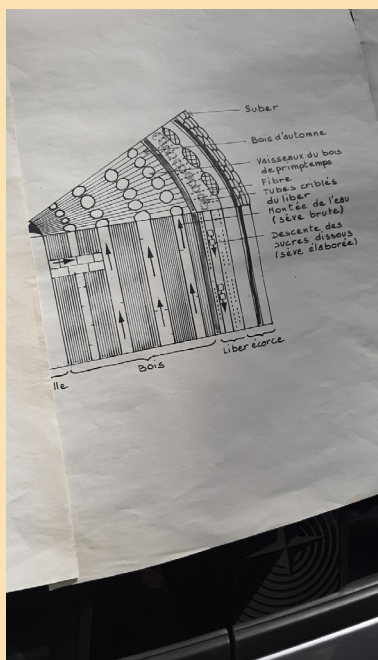 Suber
Bois d'automne
Vaisseaux du bois
de primptemps
Fibre
Tubes criblés
du liber
Montée de l'eau
(sève brute)
Descente des
sucres dissous
(sève élaborée)
lle
Bois
Liber écorce